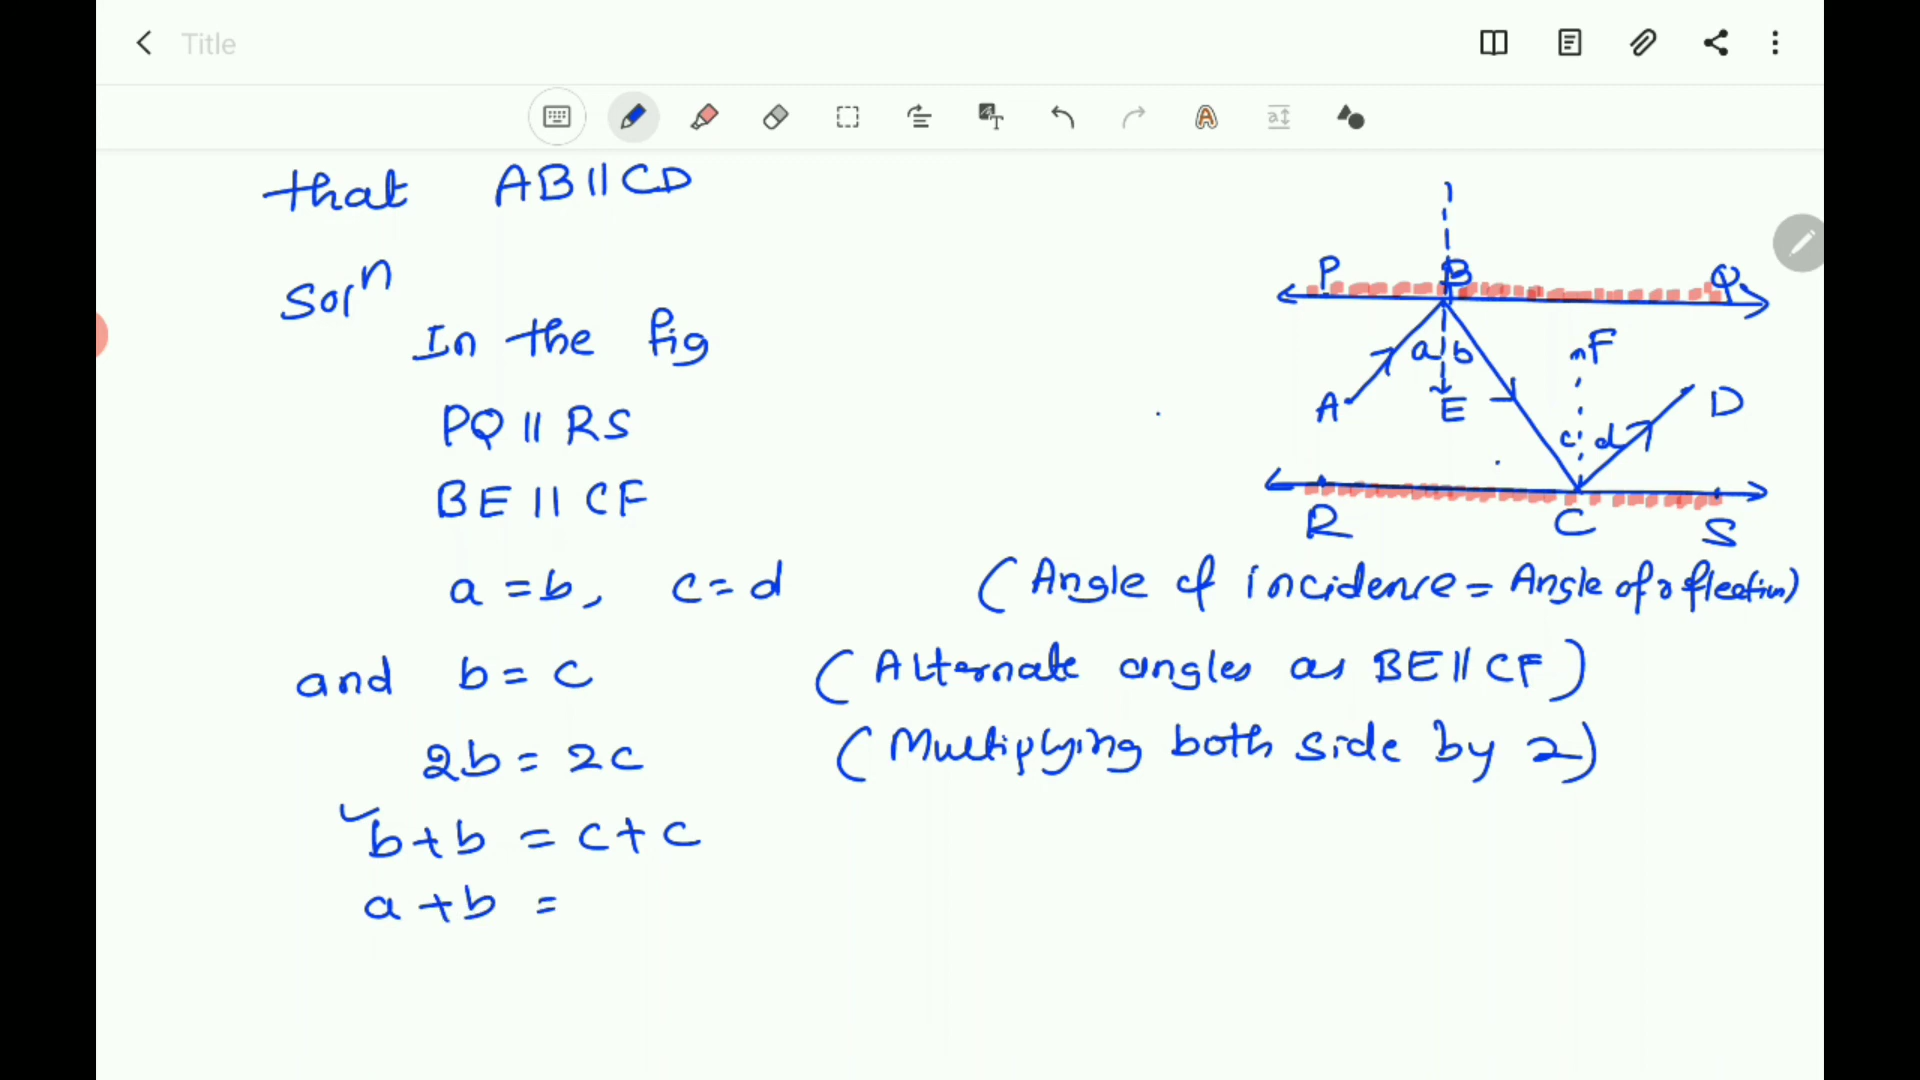 Title
that AB || CD
Solⁿ
In the fig
PQ || RS
BE || CF
a = b, c = d (Angle of incidence = Angle of reflection)
and b = c (Alternate angles as BE || CF)
2b = 2c (Multiplying both side by 2)
b + b = c + c
a + b =
P B Q
a b F
A E D
c d
R C S